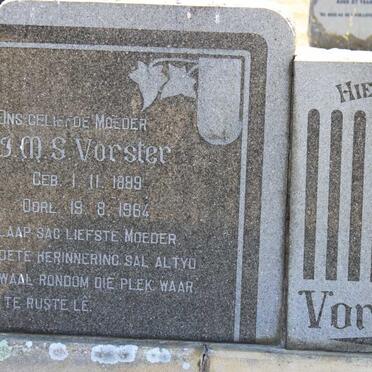 ONS GELIEFDE MOEDER
J.M.S. Vorster
GEB. 1. 11. 1889
OORL. 19. 8. 1964
SLAAP SAG LIEFSTE MOEDER
SOETE HERINNERING SAL ALTYD
DWAAL RONDOM DIE PLEK WAAR
TE RUSTE LÊ.
HIE
Vor